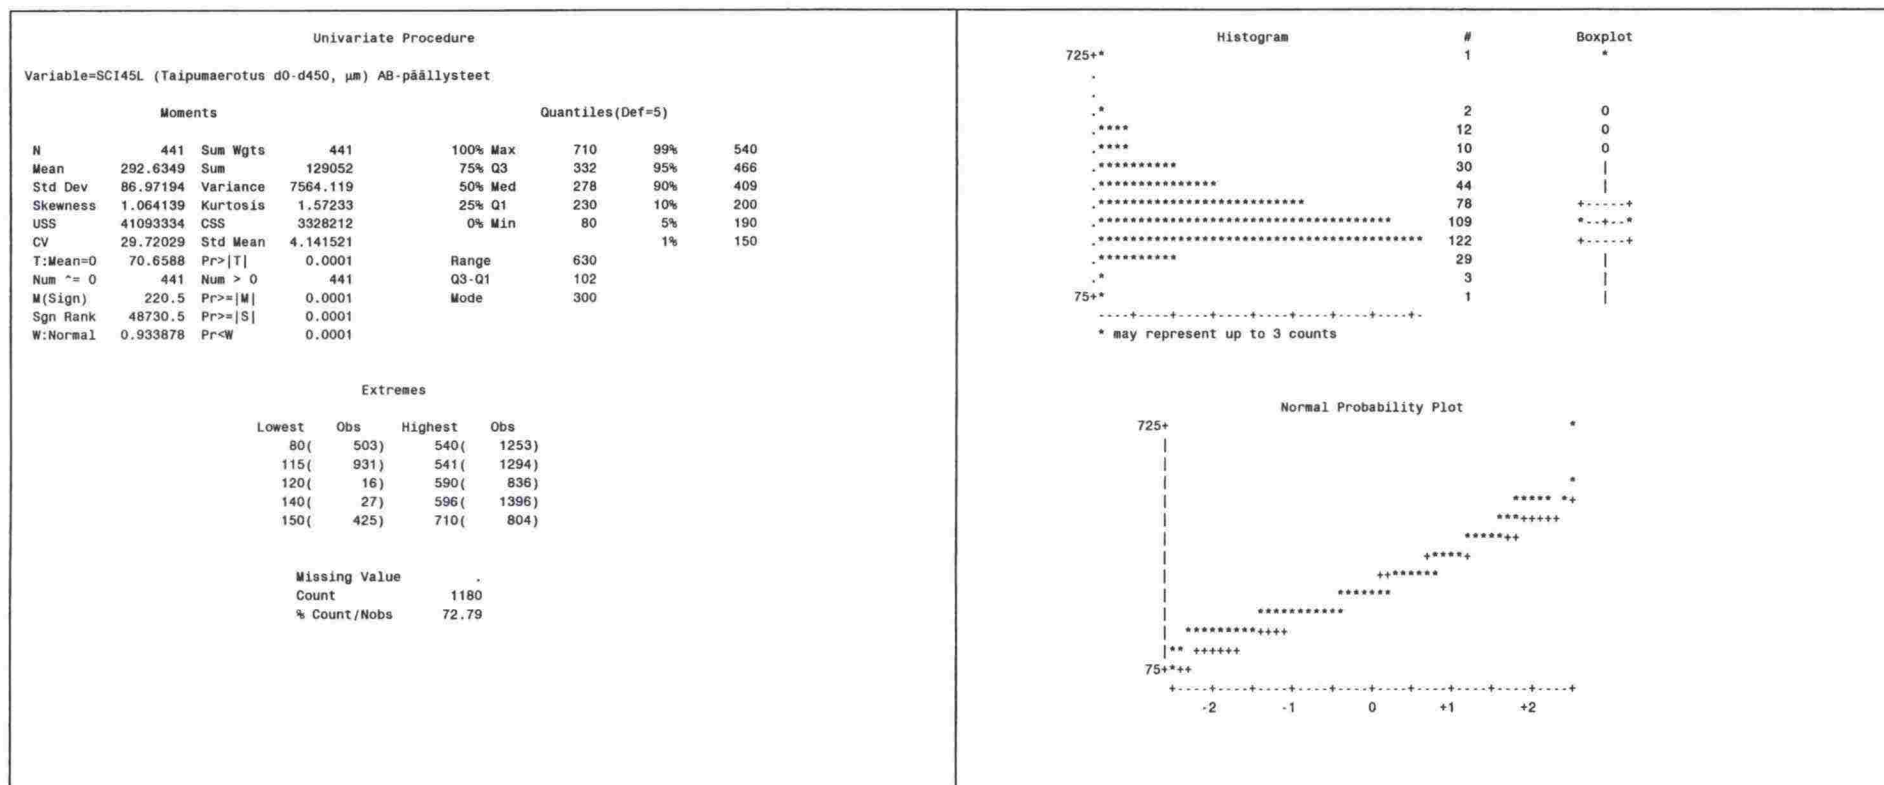 Univariate Procedure
Variable=SCI45L (Taipumaerotus d0-d450, µm) AB-päällysteet
Moments
N 441 Sum Wgts 441
Mean 292.6349 Sum 129052
Std Dev 86.97194 Variance 7564.119
Skewness 1.064139 Kurtosis 1.57233
USS 41093334 CSS 3328212
CV 29.72029 Std Mean 4.141521
T:Mean=0 70.6588 Pr>|T| 0.0001
Num ^= 0 441 Num > 0 441
M(Sign) 220.5 Pr>=|M| 0.0001
Sgn Rank 48730.5 Pr>=|S| 0.0001
W:Normal 0.933878 Pr<W 0.0001
Quantiles(Def=5)
100% Max 710 99% 540
75% Q3 332 95% 466
50% Med 278 90% 409
25% Q1 230 10% 200
0% Min 80 5% 190
1% 150
Range 630
Q3-Q1 102
Mode 300
Extremes
Lowest Obs Highest Obs
80( 503) 540( 1253)
115( 931) 541( 1294)
120( 16) 590( 836)
140( 27) 596( 1396)
150( 425) 710( 804)
Missing Value .
Count 1180
% Count/Nobs 72.79
Histogram # Boxplot
725+* 1 *
.
.
.* 2 0
.**** 12 0
.**** 10 0
.********** 30 |
.*************** 44 |
.************************** 78 +-----+
.************************************* 109 *--+--*
.***************************************** 122 +-----+
.********** 29 |
.* 3 |
75+* 1 |
----+----+----+----+----+----+----+----+-
* may represent up to 3 counts
Normal Probability Plot
725+ *
|
|
| *
| ***** *+
| ***+++++
| *****++
| +****+
| ++******
| *******
| ***********
| *********++++
|** ++++++
75+*++
+----+----+----+----+----+----+----+----+----+----+
-2 -1 0 +1 +2